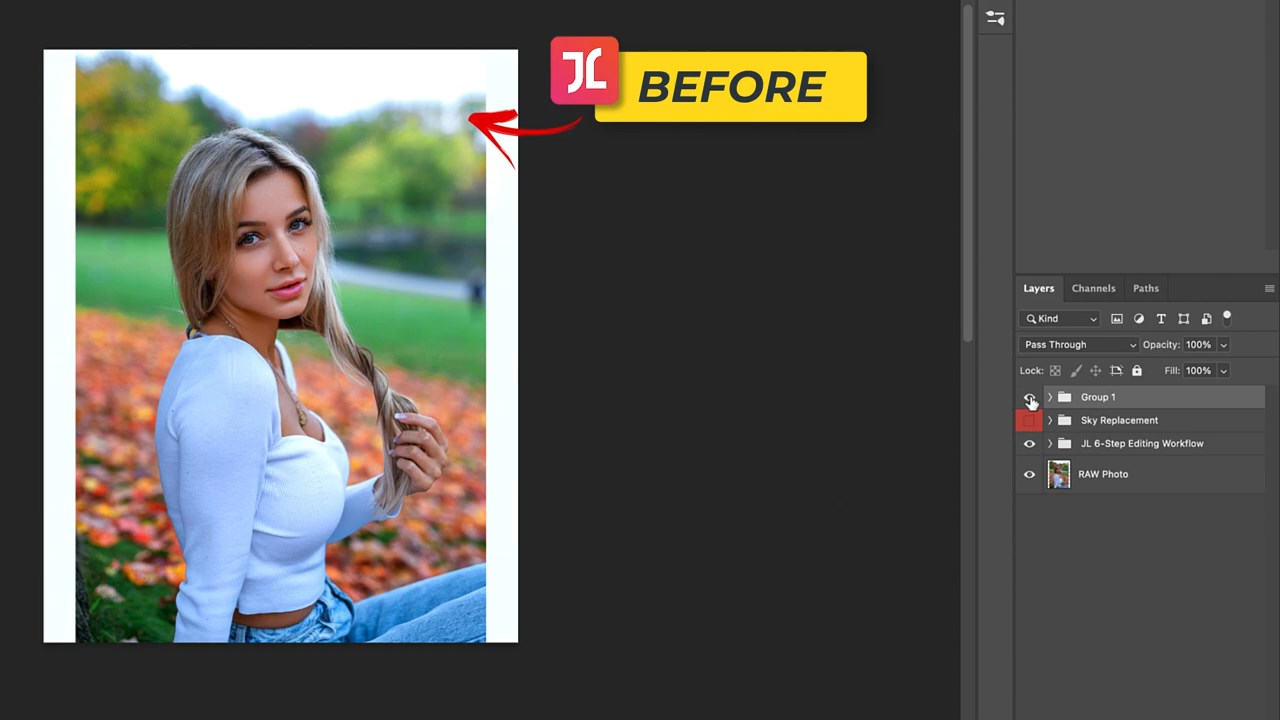 JL
BEFORE
Layers Channels Paths
Kind
Pass Through Opacity: 100%
Lock: Fill: 100%
Group 1
Sky Replacement
JL 6-Step Editing Workflow
RAW Photo